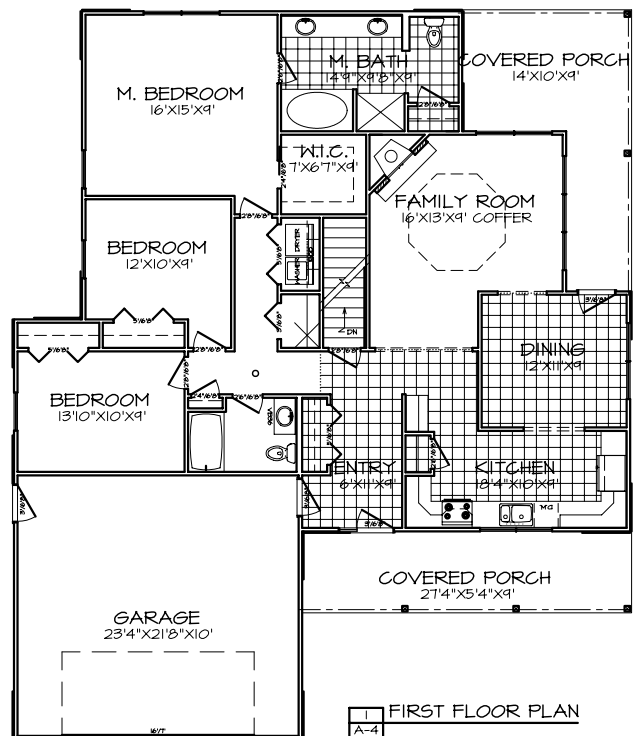 M. BATH
14'9"X9'8"X9'
COVERED PORCH
14'X10'X9'
M. BEDROOM
16'X15'X9'
W.I.C.
7'X6'7"X9'
FAMILY ROOM
16'X13'X9' COFFER
BEDROOM
12'X10'X9'
DRYER
WASHER
DN
DINING
12'X11'X9'
BEDROOM
13'10"X10'X9'
ENTRY
6'X11'X9'
KITCHEN
18'4"X10'X9'
D.W.
COVERED PORCH
27'4"X5'4"X9'
GARAGE
23'4"X21'8"X10'
16'/7'
1
FIRST FLOOR PLAN
A-4